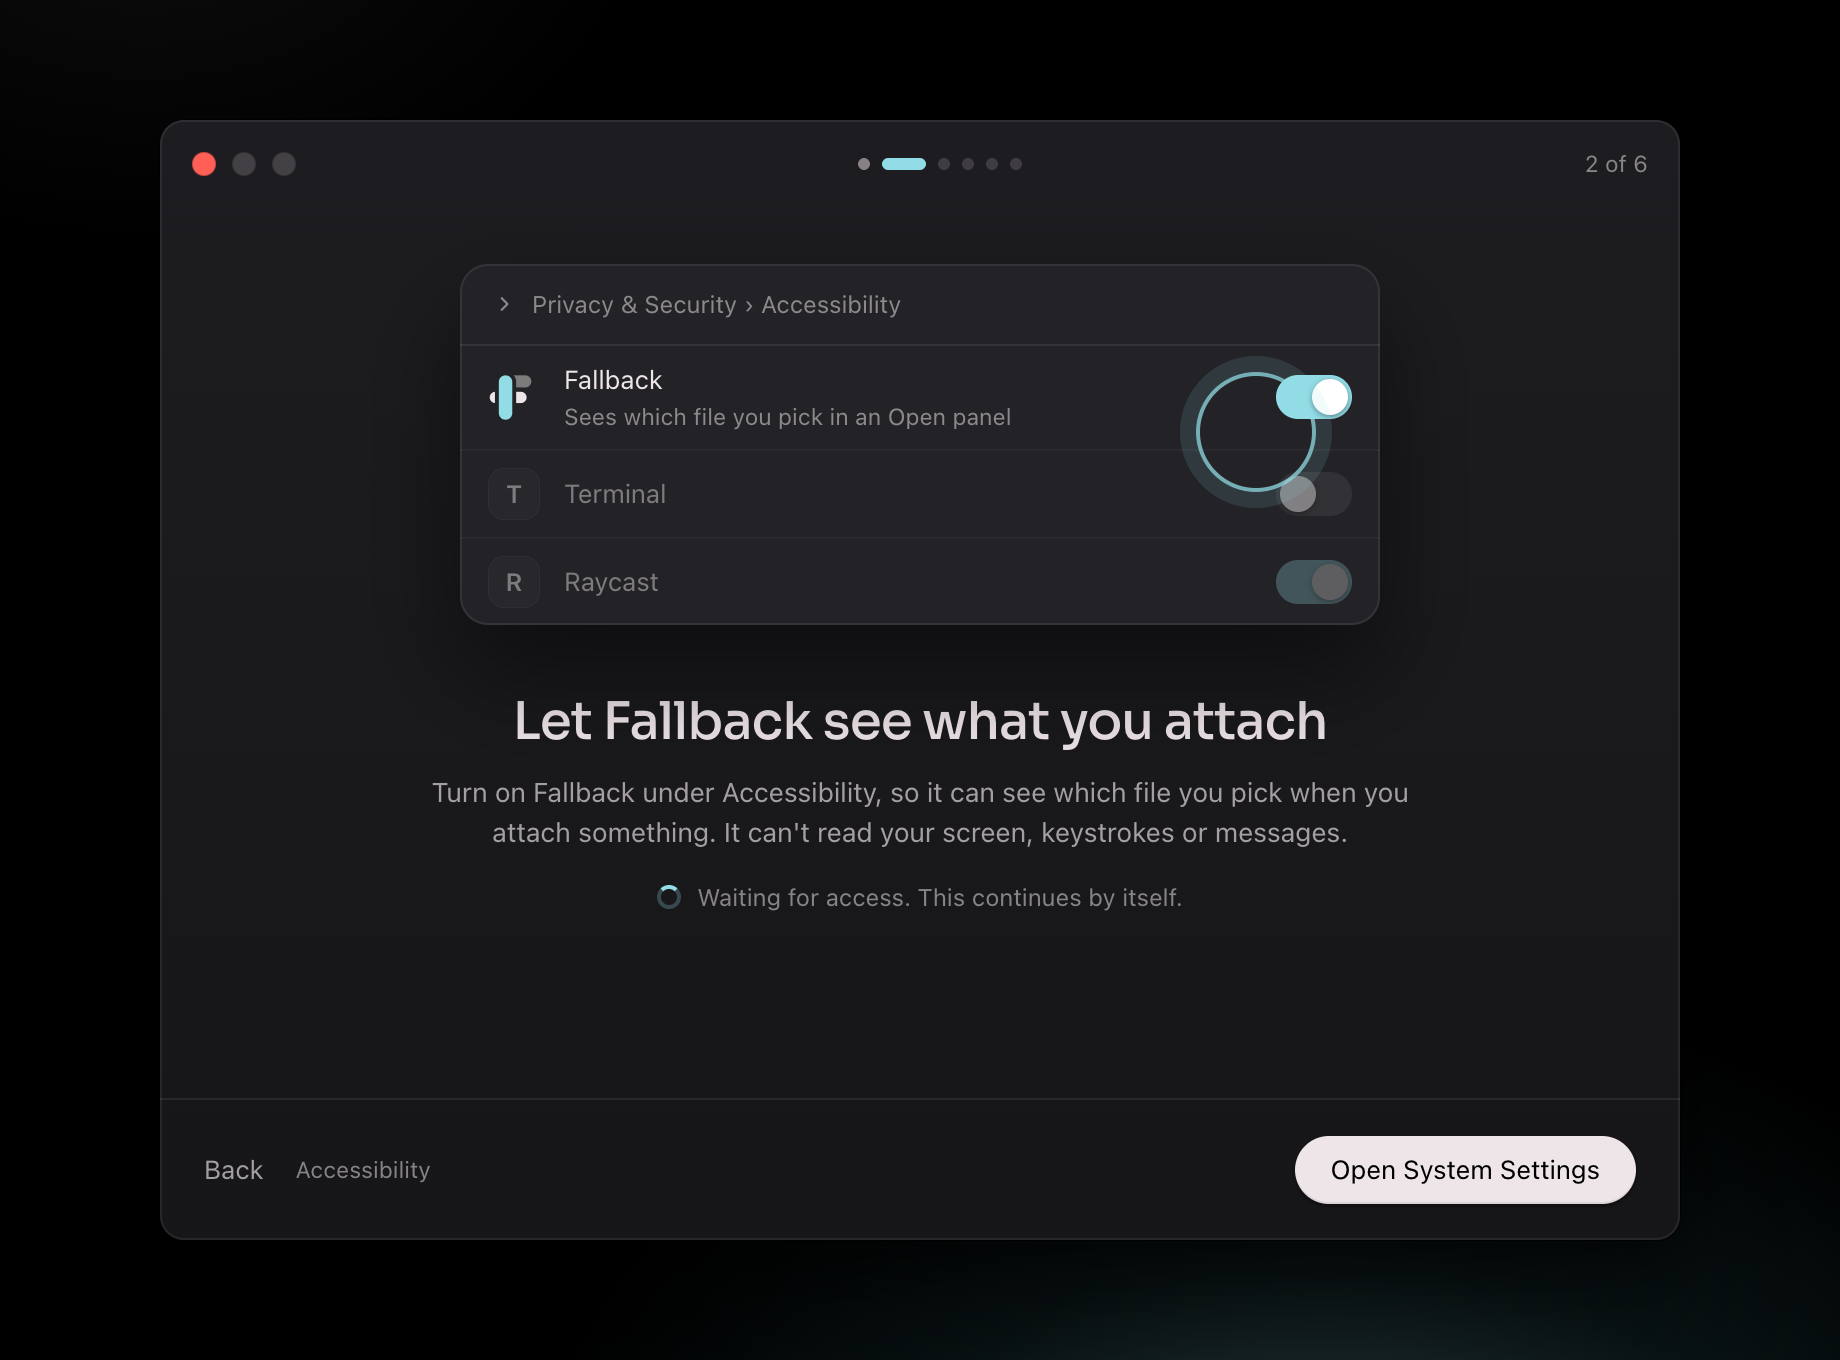 2 of 6
Privacy & Security › Accessibility
Fallback
Sees which file you pick in an Open panel
T
Terminal
R
Raycast
Let Fallback see what you attach
Turn on Fallback under Accessibility, so it can see which file you pick when you
attach something. It can't read your screen, keystrokes or messages.
Waiting for access. This continues by itself.
Back
Accessibility
Open System Settings